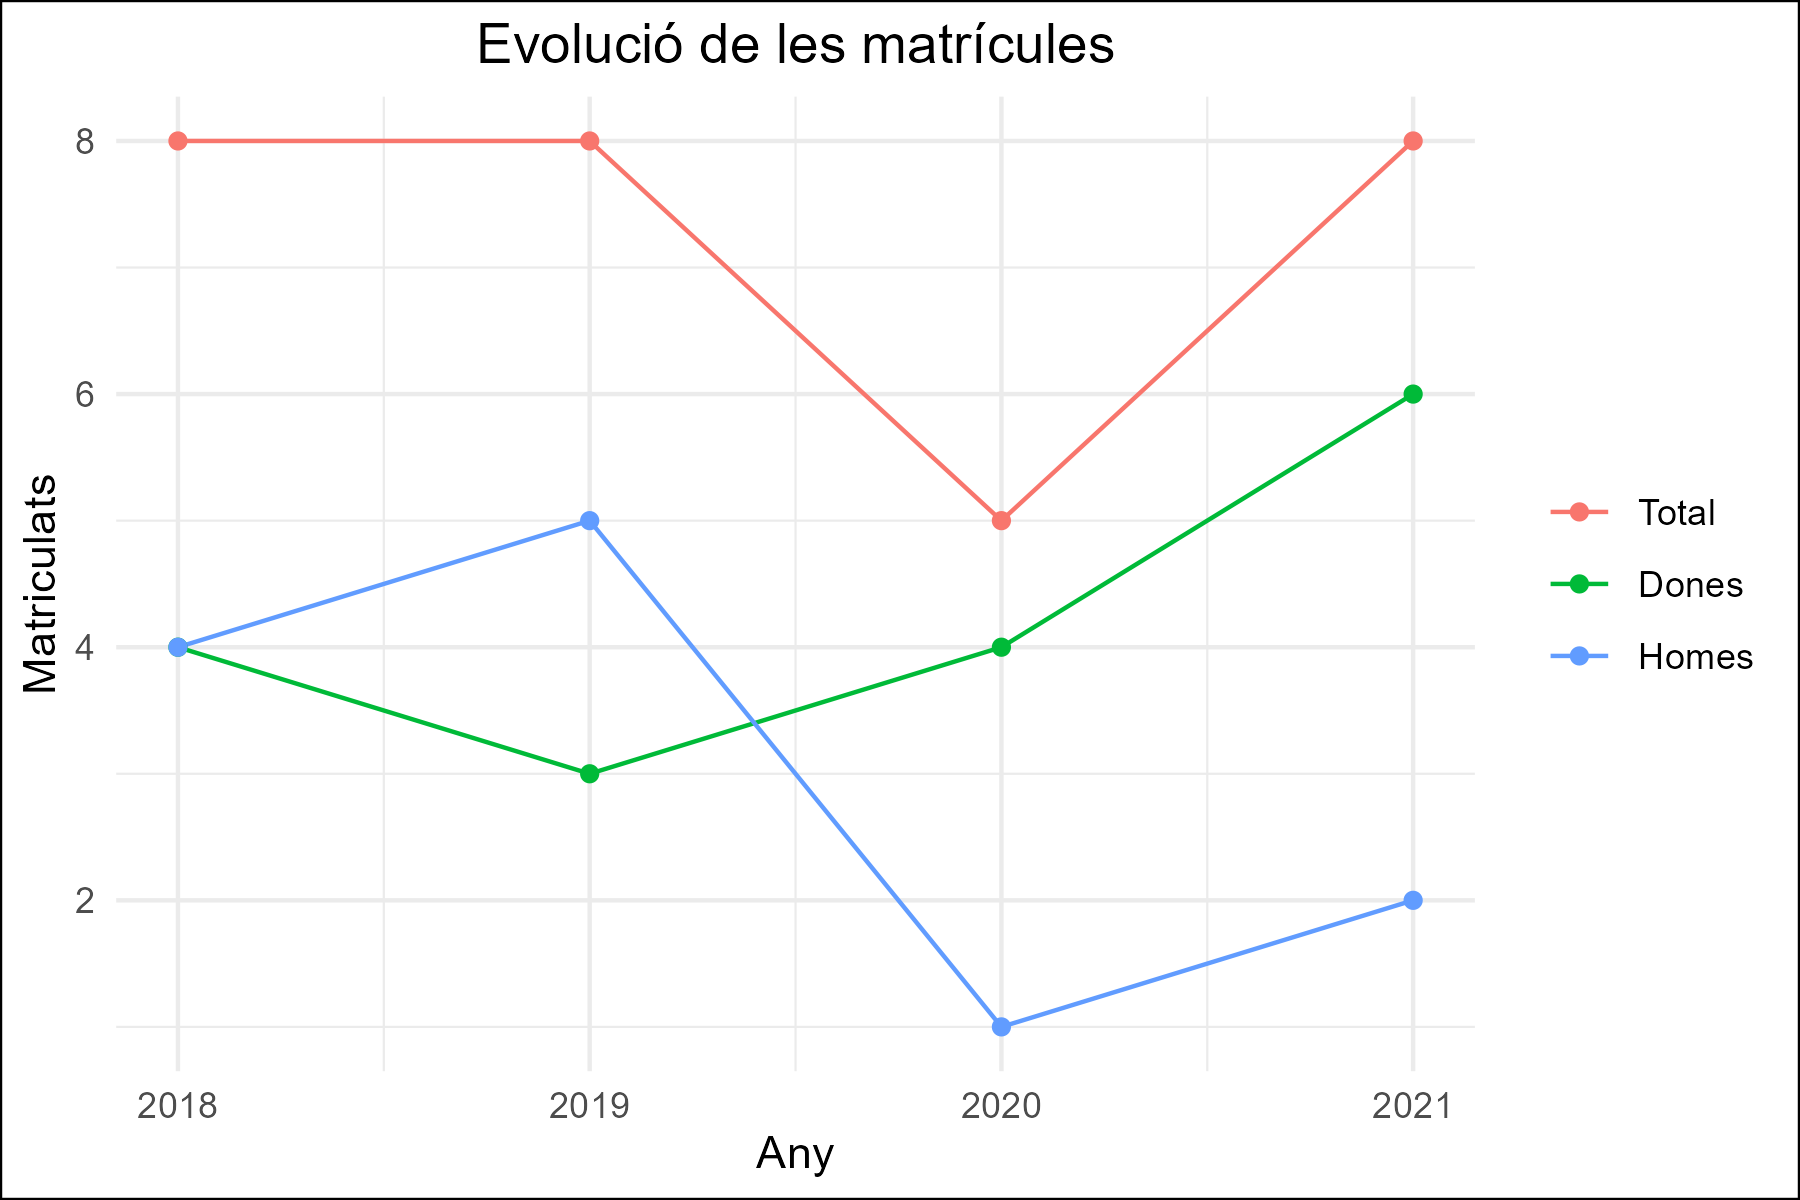 Evolució de les matrícules
Matriculats
8
6
4
2
2018
2019
2020
2021
Any
Total
Dones
Homes